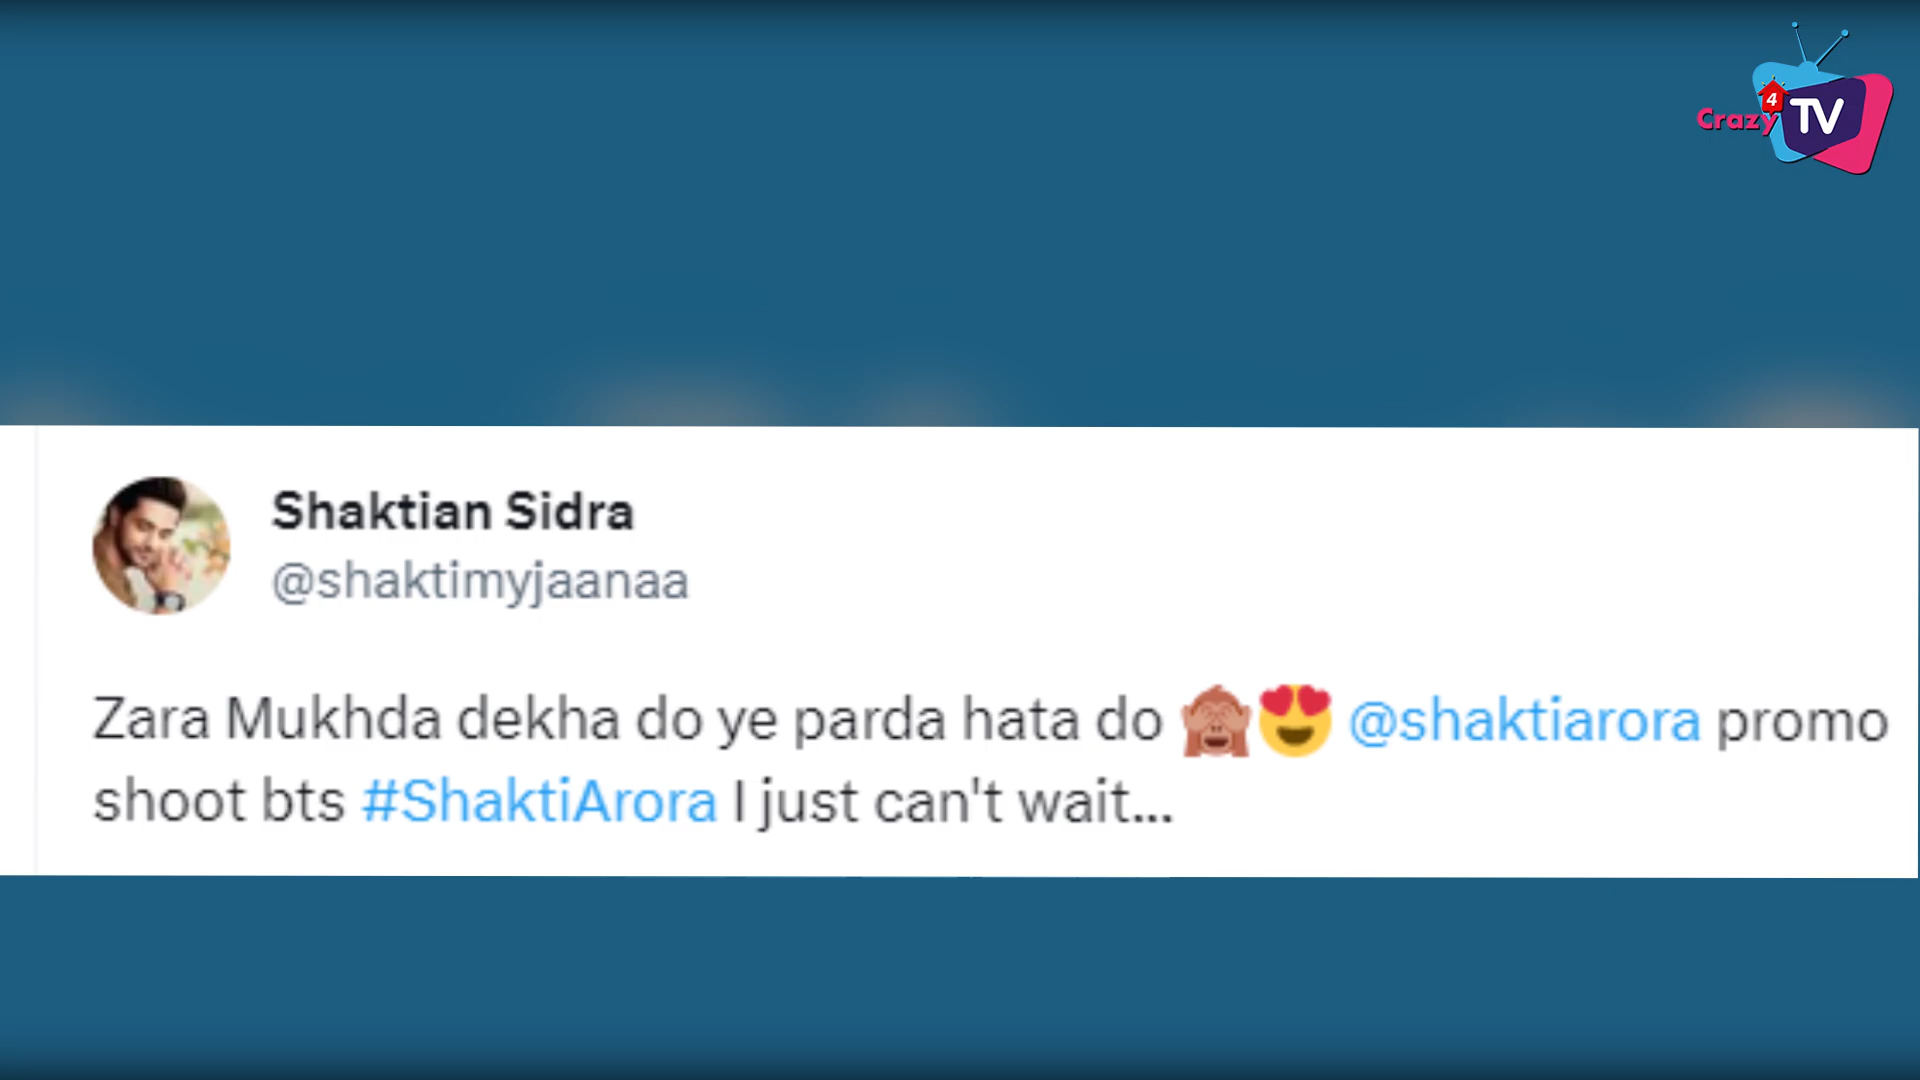 Crazy 4 TV
Shaktian Sidra
@shaktimyjaanaa
Zara Mukhda dekha do ye parda hata do 🙈😍 @shaktiarora promo
shoot bts #ShaktiArora I just can't wait...